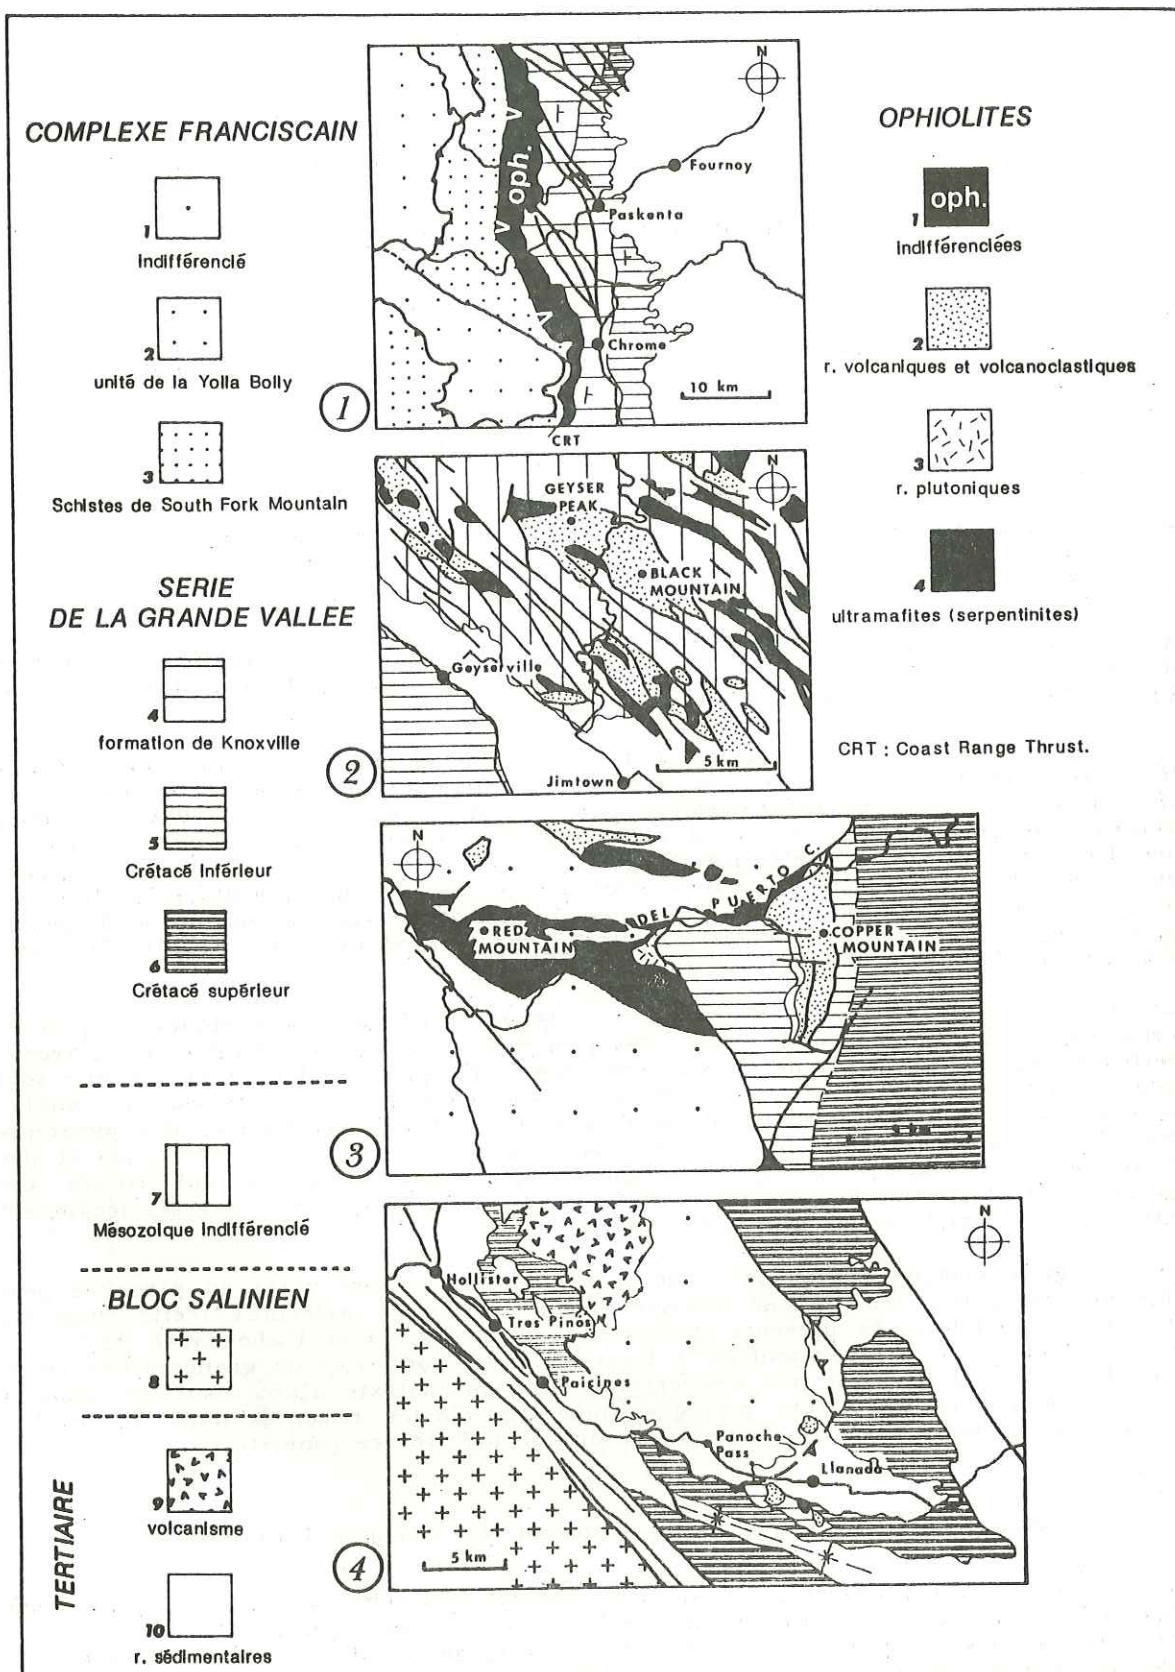 COMPLEXE FRANCISCAIN
1
Indifférencié
2
unité de la Yolla Bolly
3
Schistes de South Fork Mountain
SERIE
DE LA GRANDE VALLEE
4
formation de Knoxville
5
Crétacé Inférieur
6
Crétacé supérieur
7
Mésozoïque Indifférencié
BLOC SALINIEN
8
TERTIAIRE
9
volcanisme
10
r. sédimentaires
N
oph.
Fournoy
Paskenta
Chrome
10 km
1
CRT
N
GEYSER
PEAK
BLACK
MOUNTAIN
Geyserville
Jimtown
5 km
2
N
DEL PUERTO C.
RED
MOUNTAIN
COPPER
MOUNTAIN
3
N
Hollister
Tres Pinos
Paicines
Panoche
Pass
Llanada
5 km
4
OPHIOLITES
oph.
1
Indifférenciées
2
r. volcaniques et volcanoclastiques
3
r. plutoniques
4
ultramafites (serpentinites)
CRT : Coast Range Thrust.